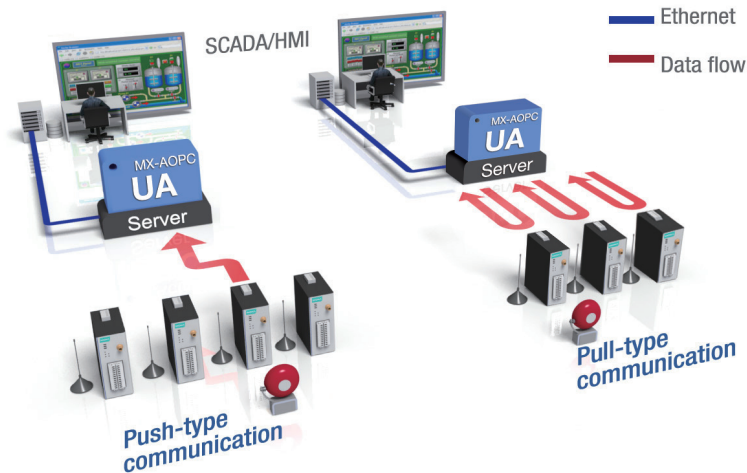 Ethernet
SCADA/HMI
Data flow
MX-AOPC
UA
Server
MX-AOPC
UA
Server
Pull-type
communication
Push-type
communication